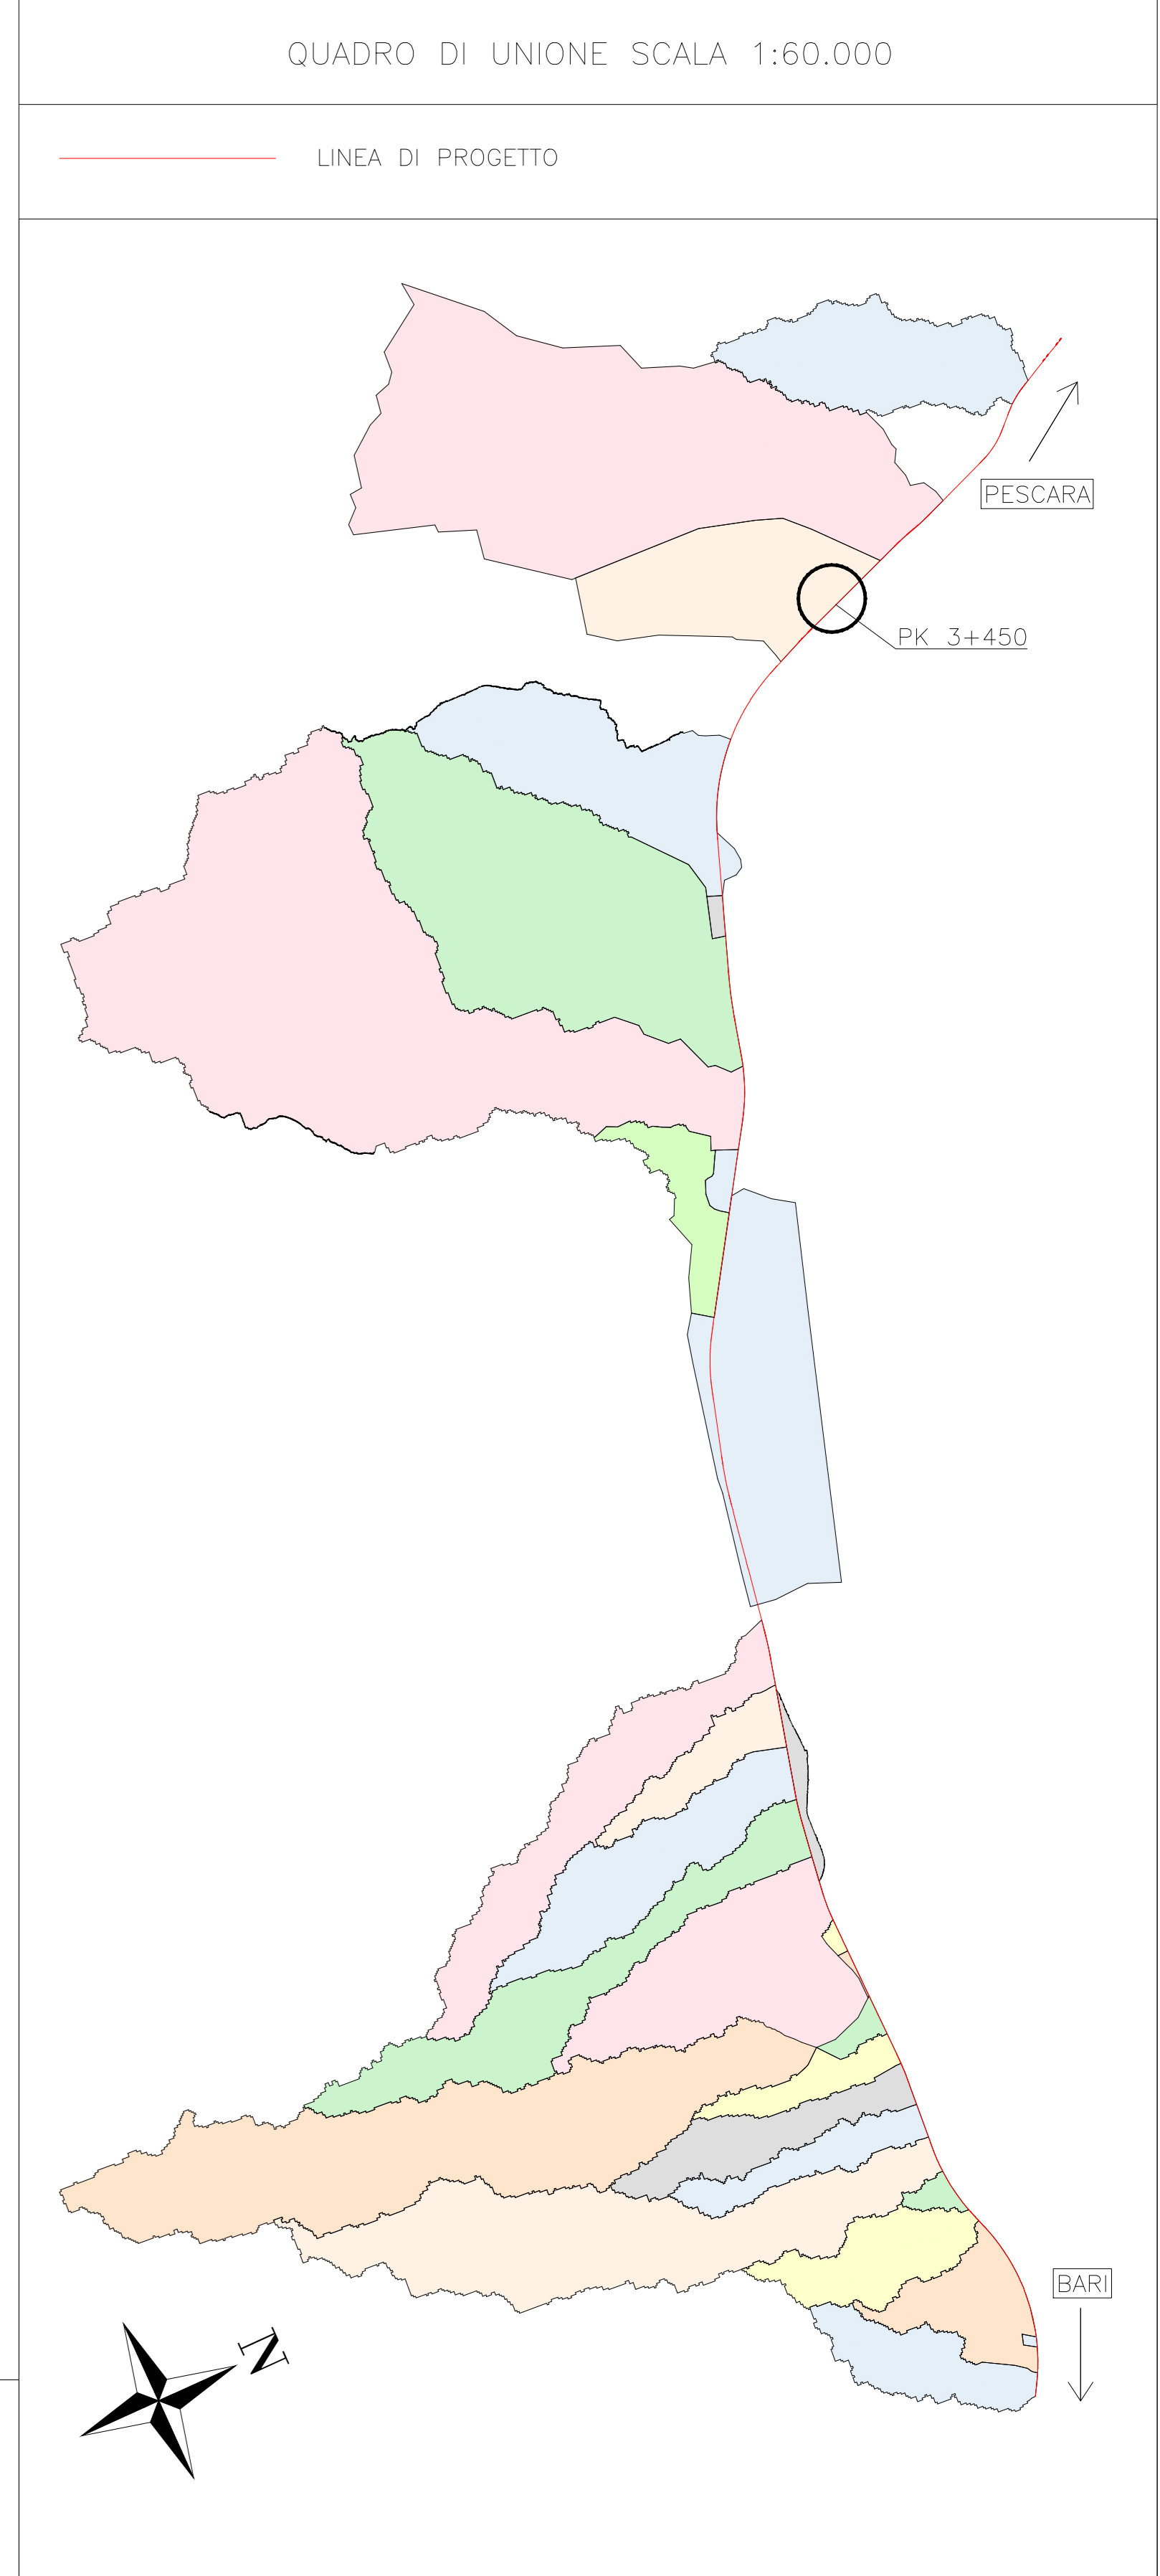 QUADRO DI UNIONE SCALA 1:60.000
LINEA DI PROGETTO
PESCARA
PK 3+450
BARI
N